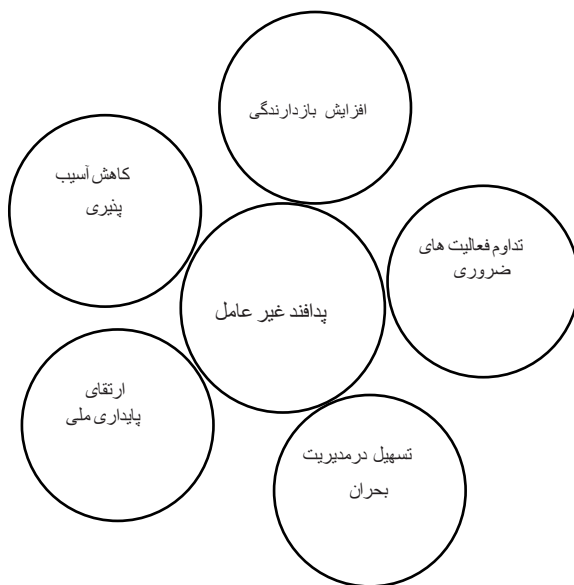 افزایش بازدارندگی
کاهش آسیب
پذیری
تداوم فعالیت های
ضروری
پدافند غیر عامل
ارتقای
پایداری ملی
تسهیل درمدیریت
بحران